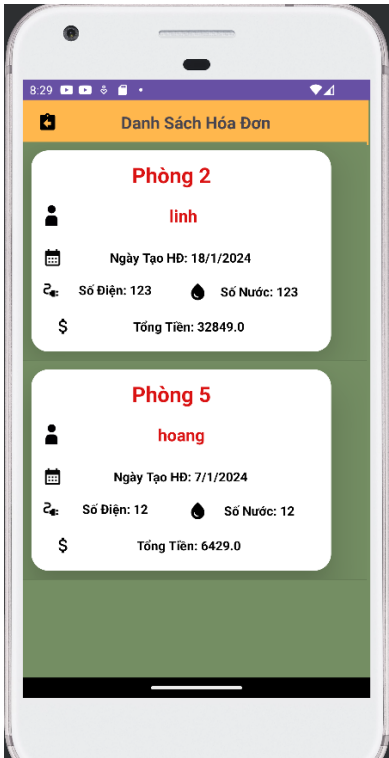 8:29
Danh Sách Hóa Đơn
Phòng 2
linh
Ngày Tạo HĐ: 18/1/2024
Số Điện: 123 Số Nước: 123
$ Tổng Tiền: 32849.0
Phòng 5
hoang
Ngày Tạo HĐ: 7/1/2024
Số Điện: 12 Số Nước: 12
$ Tổng Tiền: 6429.0